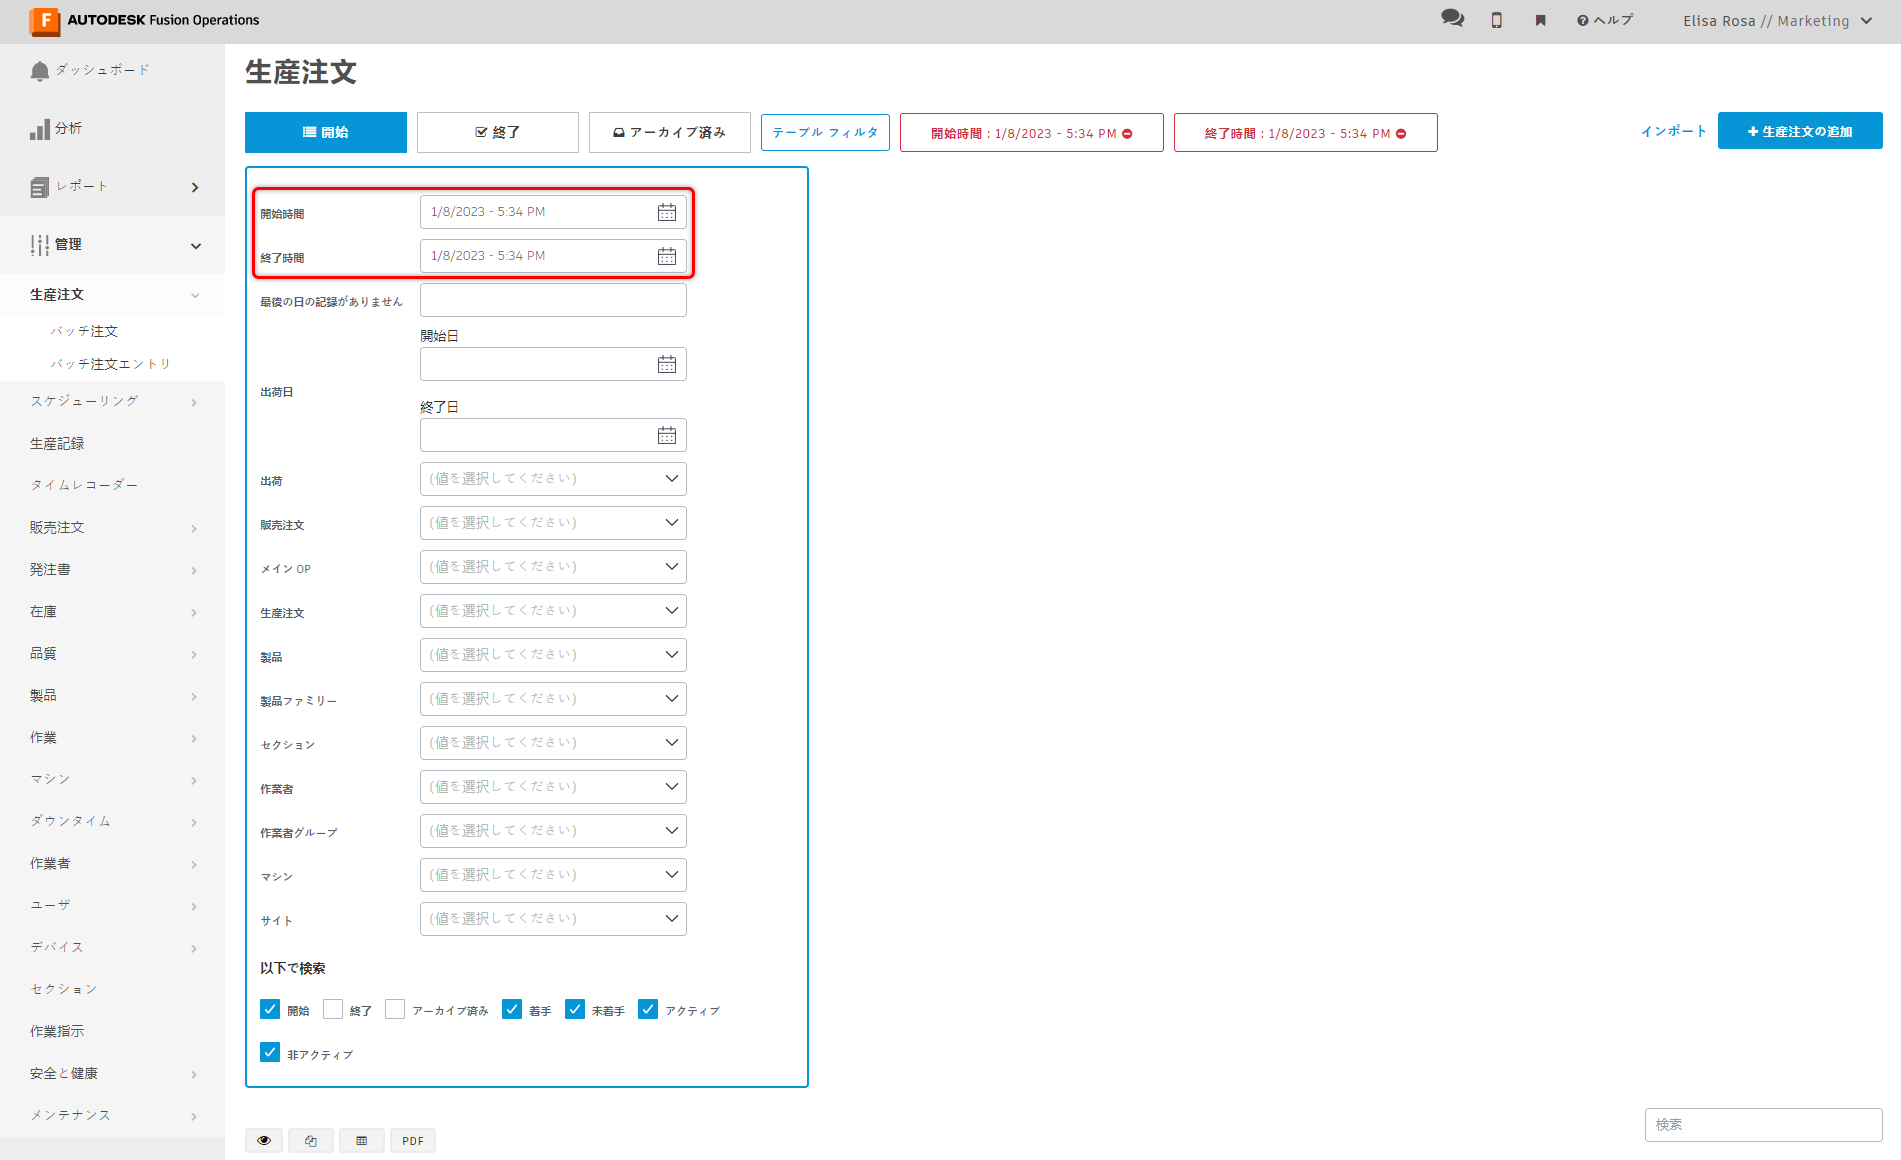 AUTODESK Fusion Operations
ヘルプ
Elisa Rosa // Marketing
ダッシュボード
分析
レポート
管理
生産注文
バッチ注文
バッチ注文エントリ
スケジューリング
生産記録
タイムレコーダー
販売注文
発注書
在庫
品質
製品
作業
マシン
ダウンタイム
作業者
ユーザ
デバイス
セクション
作業指示
安全と健康
メンテナンス
生産注文
開始
終了
アーカイブ済み
テーブル フィルタ
開始時間 : 1/8/2023 - 5:34 PM
終了時間 : 1/8/2023 - 5:34 PM
インポート
+ 生産注文の追加
開始時間 1/8/2023 - 5:34 PM
終了時間 1/8/2023 - 5:34 PM
最後の日の記録がありません
開始日
出荷日
終了日
出荷 (値を選択してください)
販売注文 (値を選択してください)
メイン OP (値を選択してください)
生産注文 (値を選択してください)
製品 (値を選択してください)
製品ファミリー (値を選択してください)
セクション (値を選択してください)
作業者 (値を選択してください)
作業者グループ (値を選択してください)
マシン (値を選択してください)
サイト (値を選択してください)
以下で検索
開始 終了 アーカイブ済み 着手 未着手 アクティブ
非アクティブ
検索
PDF